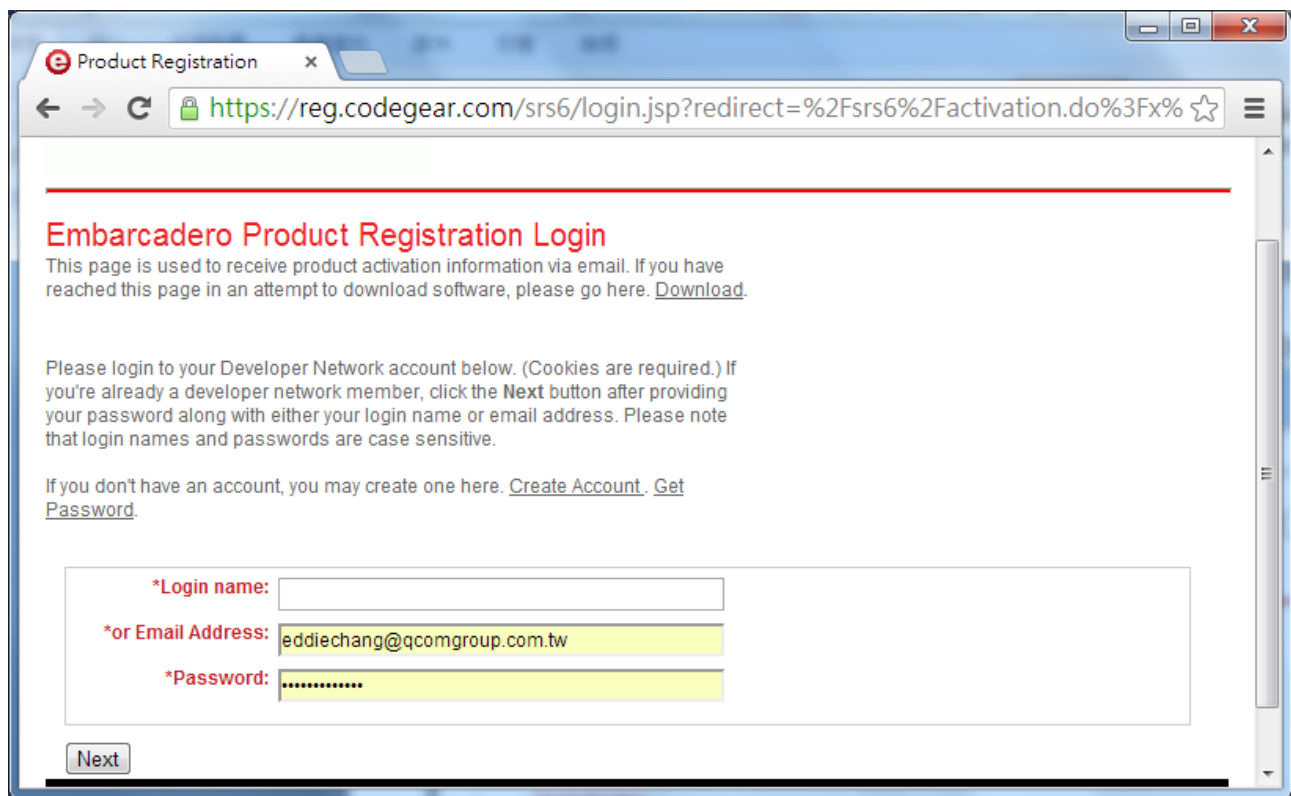 Product Registration
https://reg.codegear.com/srs6/login.jsp?redirect=%2Fsrs6%2Factivation.do%3Fx%
Embarcadero Product Registration Login
This page is used to receive product activation information via email. If you have
reached this page in an attempt to download software, please go here. Download.
Please login to your Developer Network account below. (Cookies are required.) If
you're already a developer network member, click the Next button after providing
your password along with either your login name or email address. Please note
that login names and passwords are case sensitive.
If you don't have an account, you may create one here. Create Account . Get
Password.
*Login name:
*or Email Address: eddiechang@qcomgroup.com.tw
*Password: •••••••••••••
Next